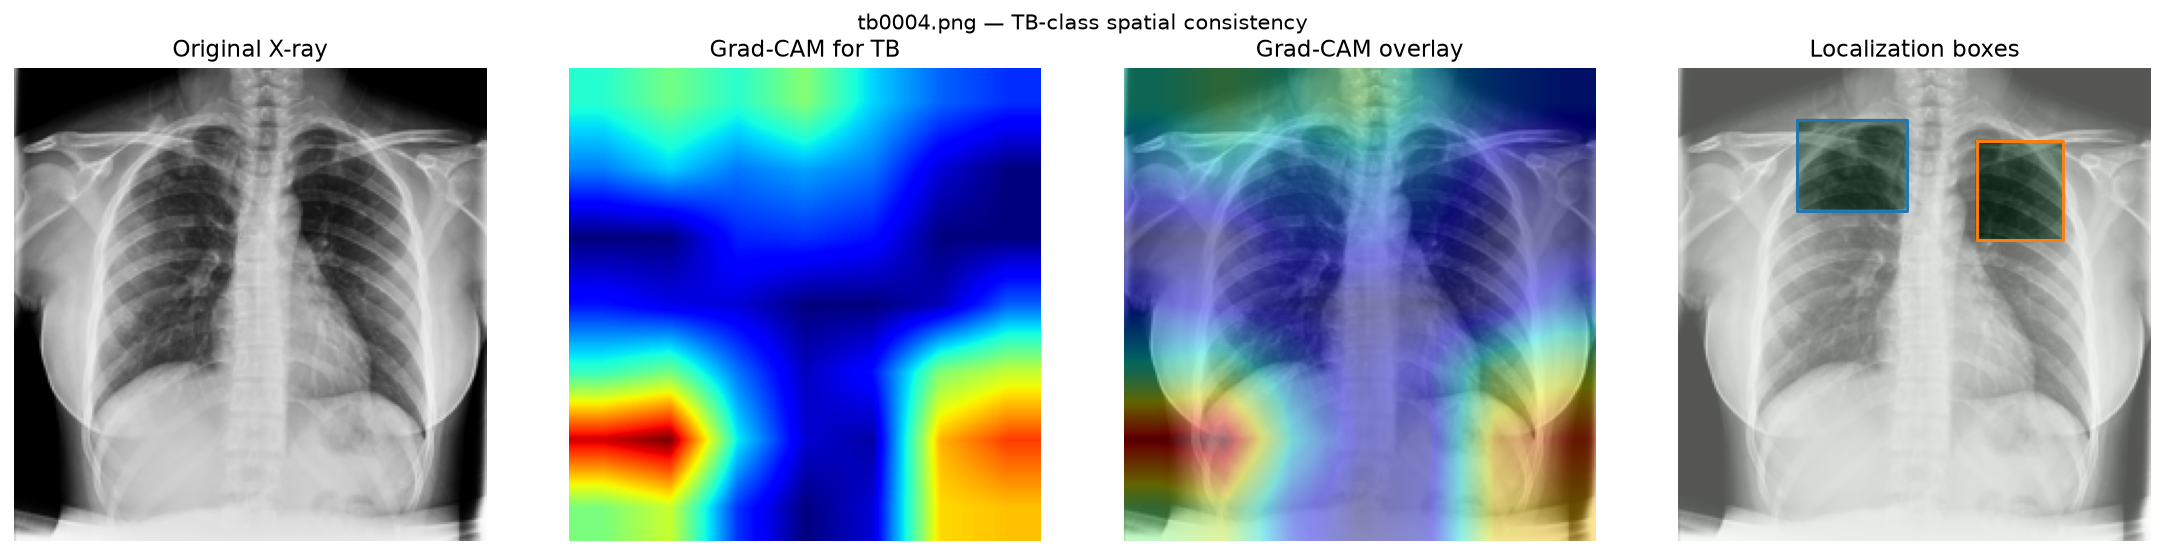 tb0004.png — TB-class spatial consistency
Original X-ray
Grad-CAM for TB
Grad-CAM overlay
Localization boxes